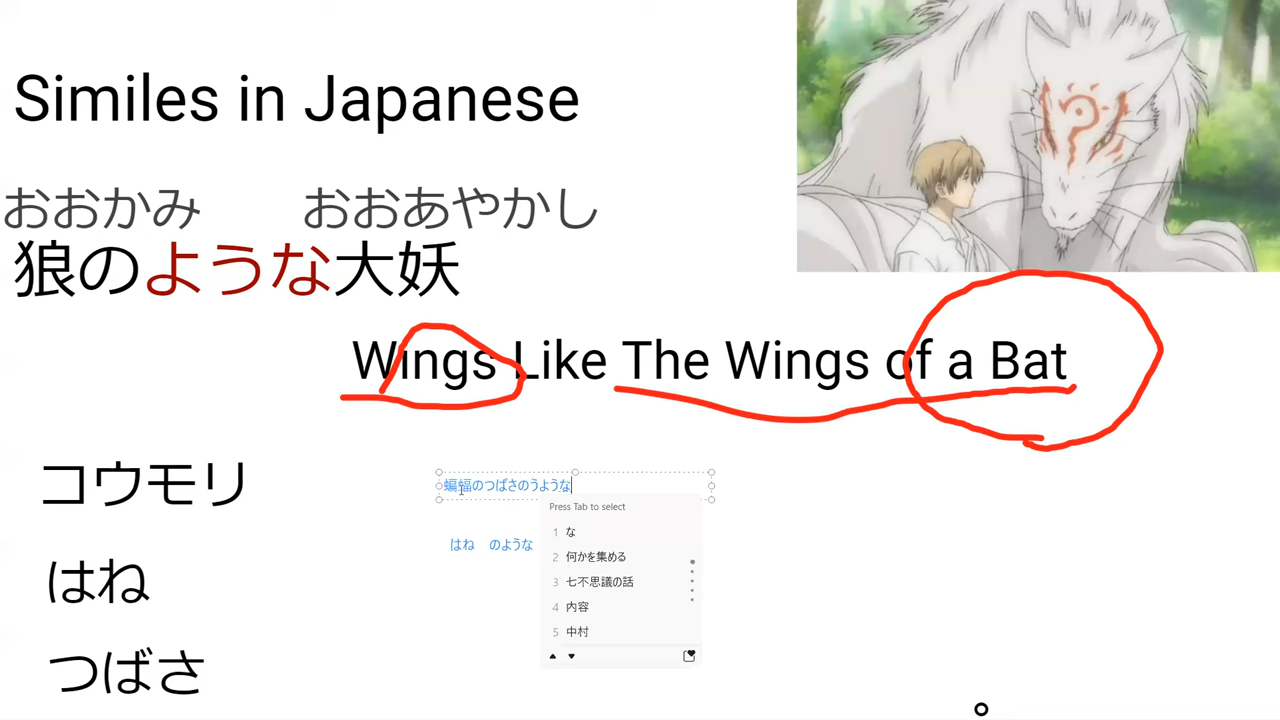 Similes in Japanese
おおかみ おおあやかし
狼のような大妖
Wings Like The Wings of a Bat
コウモリ
はね
つばさ
蝙蝠のつばさのうような
はね のような
Press Tab to select
1 な
2 何かを集める
3 七不思議の話
4 内容
5 中村